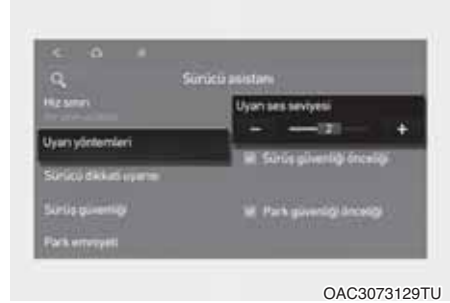 Sürücü asistanı
Hız sınırı
Uyarı yöntemleri
Sürücü dikkati uyarısı
Sürüş güvenliği
Park emniyeti
Uyarı ses seviyesi
- 2 +
Sürüş güvenliği önceliği
Park güvenliği önceliği
OAC3073129TU